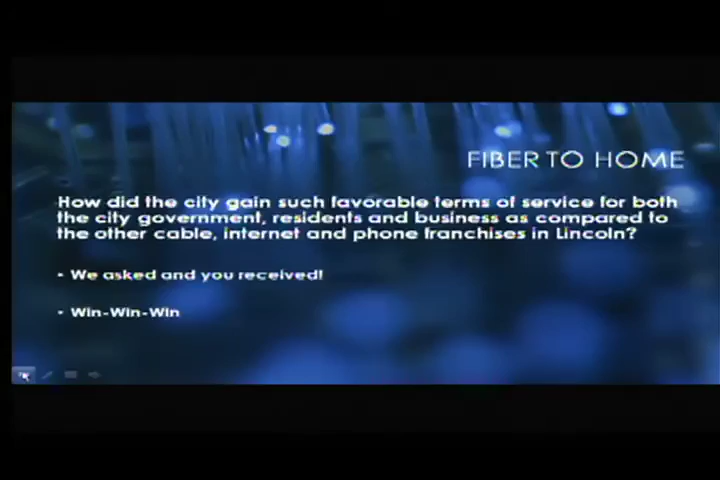 FIBER TO HOME
How did the city gain such favorable terms of service for both
the city government, residents and business as compared to
the other cable, internet and phone franchises in Lincoln?
• We asked and you received!
• Win-Win-Win